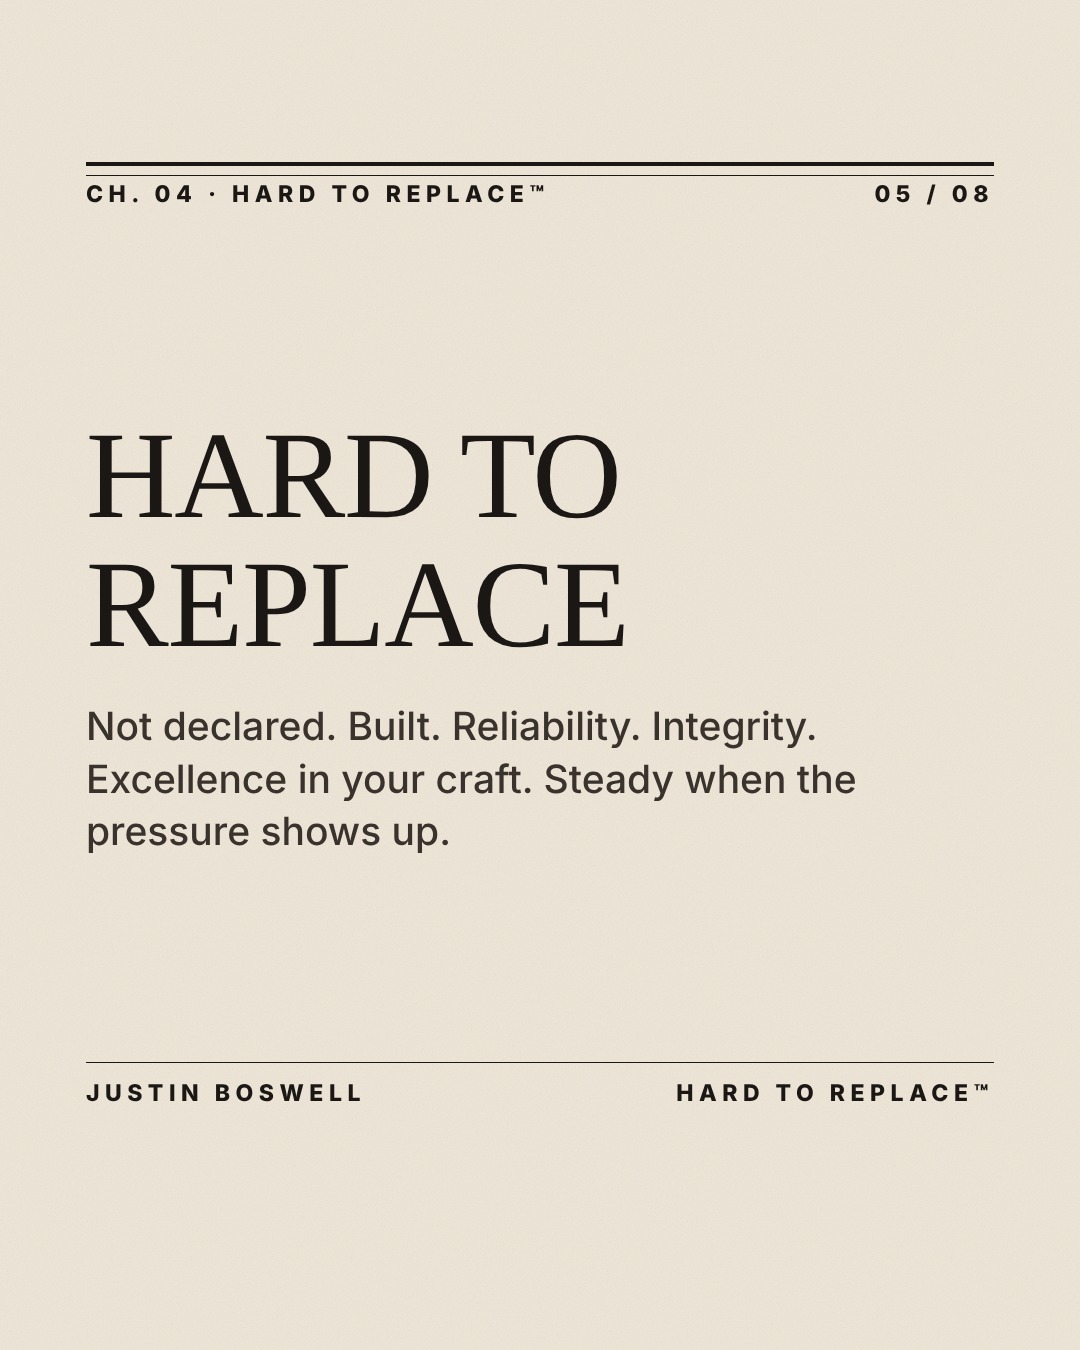 CH. 04 · HARD TO REPLACE™
05 / 08
HARD TO
REPLACE
Not declared. Built. Reliability. Integrity.
Excellence in your craft. Steady when the
pressure shows up.
JUSTIN BOSWELL
HARD TO REPLACE™